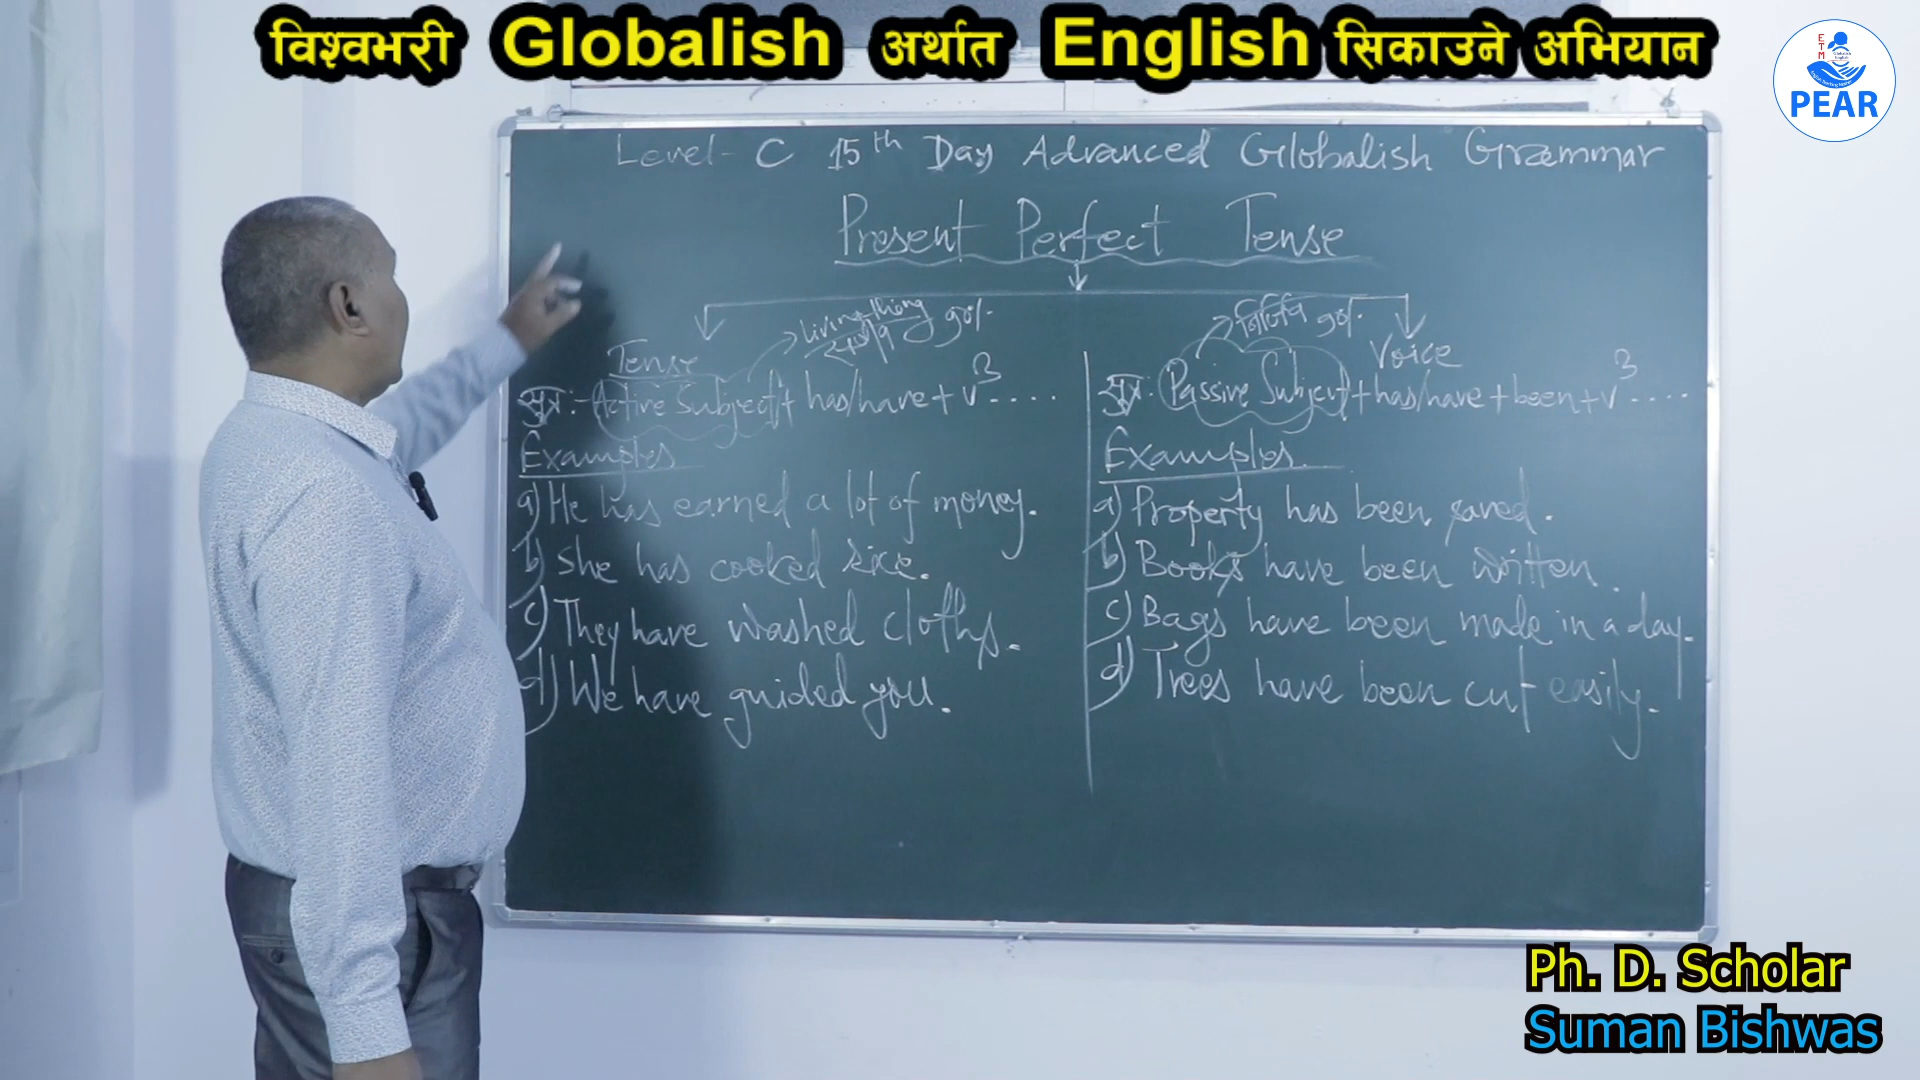 विश्वभरी Globalish अर्थात English सिकाउने अभियान
ETM
PEAR
Level- C 15th Day Advanced Globalish Grammar
Present Perfect Tense
Living thing 90%
Tense
सूत्र:- Active Subject + has/have + v3....
Examples
a) He has earned a lot of money.
b) She has cooked rice.
c) They have washed cloths.
d) We have guided you.
निर्जिव 90%.
Voice
सूत्र: Passive Subject + has/have + been + v3....
Examples.
a) Property has been saved.
b) Books have been written.
c) Bags have been made in a day.
d) Trees have been cut easily.
Ph. D. Scholar
Suman Bishwas